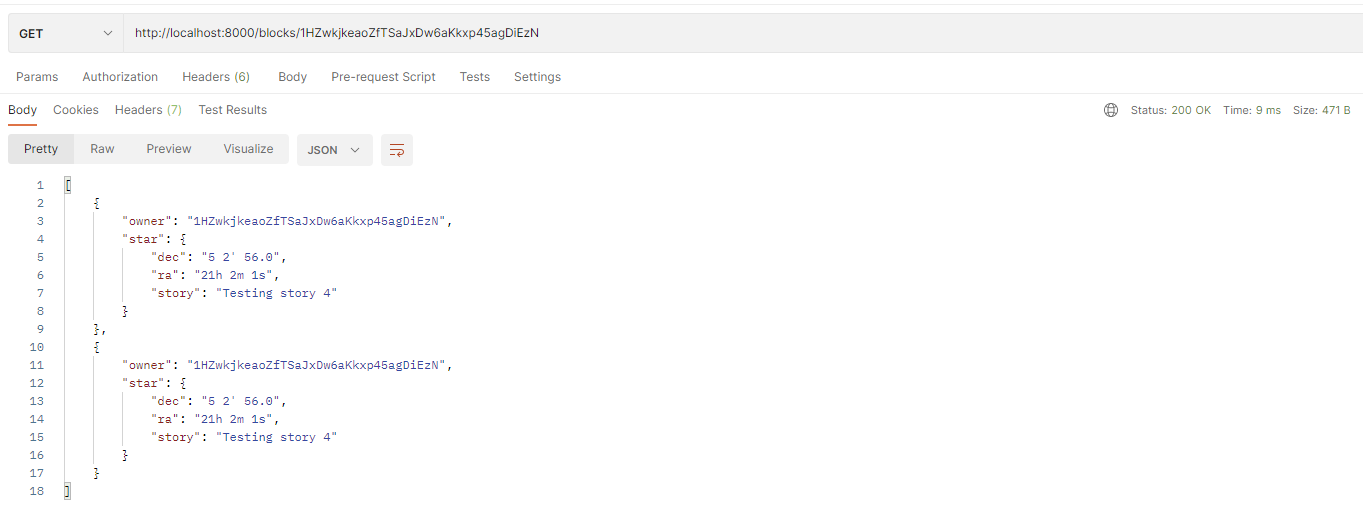 GET http://localhost:8000/blocks/1HZwkjkeaoZfTSaJxDw6aKkxp45agDiEzN
Params Authorization Headers (6) Body Pre-request Script Tests Settings
Body Cookies Headers (7) Test Results Status: 200 OK Time: 9 ms Size: 471 B
Pretty Raw Preview Visualize JSON
1 [
2 {
3 "owner": "1HZwkjkeaoZfTSaJxDw6aKkxp45agDiEzN",
4 "star": {
5 "dec": "5 2' 56.0",
6 "ra": "21h 2m 1s",
7 "story": "Testing story 4"
8 }
9 },
10 {
11 "owner": "1HZwkjkeaoZfTSaJxDw6aKkxp45agDiEzN",
12 "star": {
13 "dec": "5 2' 56.0",
14 "ra": "21h 2m 1s",
15 "story": "Testing story 4"
16 }
17 }
18 ]